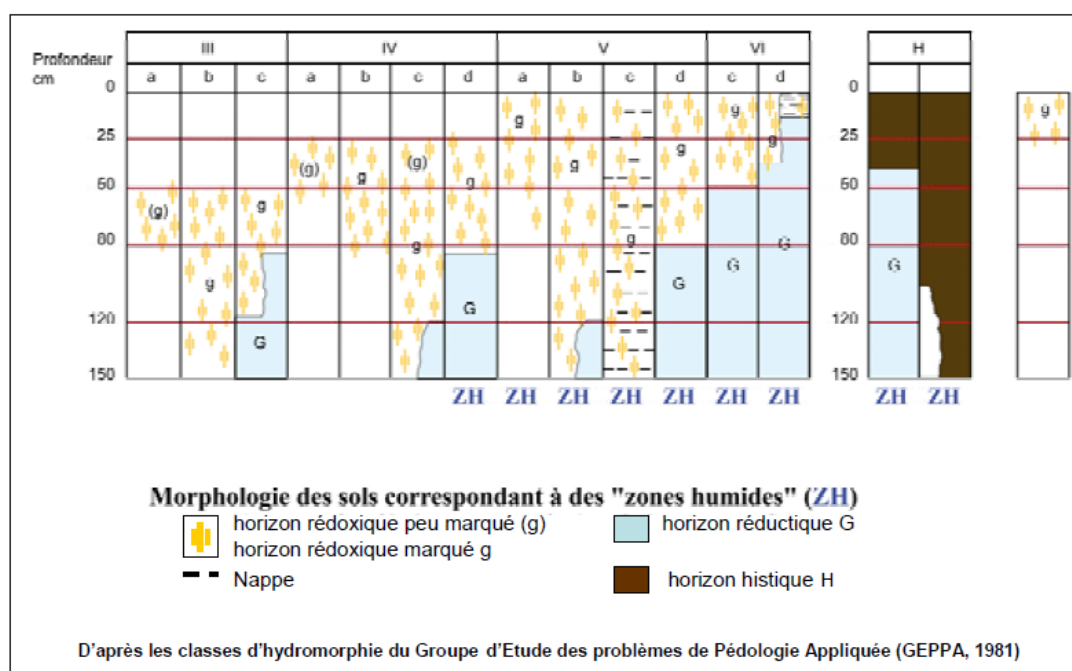 III IV V VI H
Profondeur
cm
a b c a b c d a b c d c d
0 0
g g g
25 25
(g) g (g) g g g g
50 50
(g) g g g
80 80
g g g G G G
G G
120 120
G
150 150
ZH ZH ZH ZH ZH ZH ZH ZH ZH
Morphologie des sols correspondant à des "zones humides" (ZH)
horizon rédoxique peu marqué (g) horizon réductique G
horizon rédoxique marqué g
Nappe horizon histique H
D'après les classes d'hydromorphie du Groupe d'Etude des problèmes de Pédologie Appliquée (GEPPA, 1981)